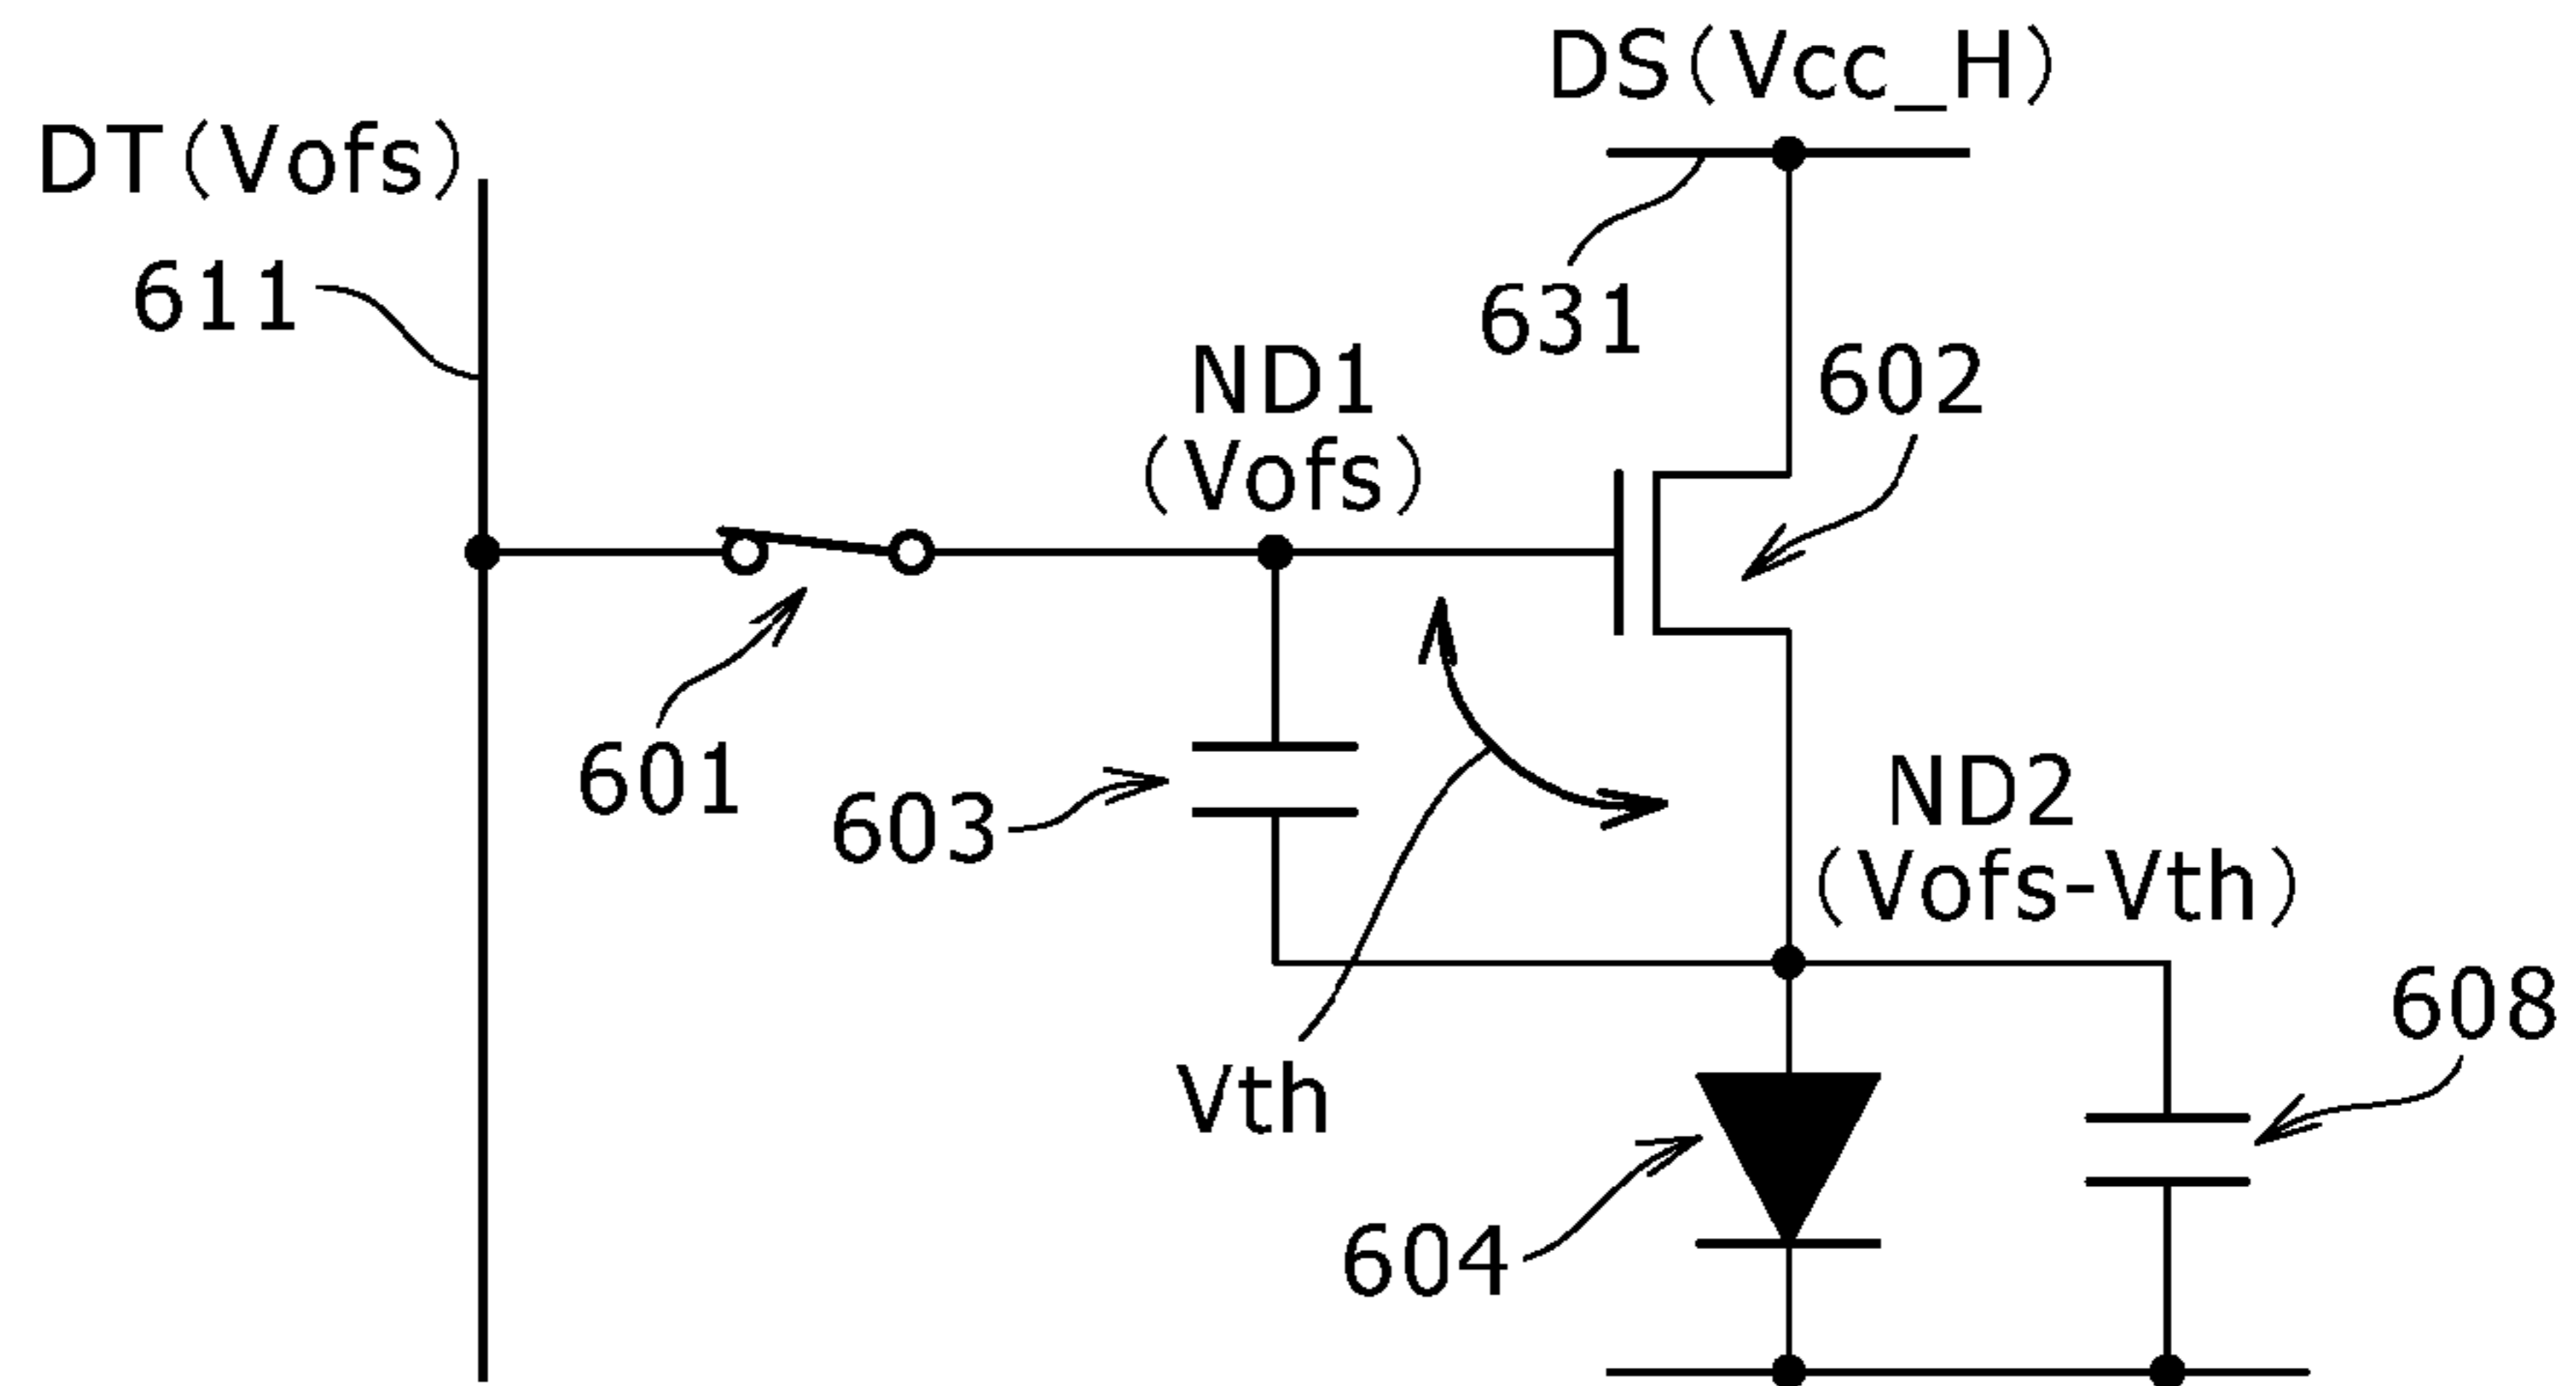 DS(Vcc_H)
DT(Vofs)
611
631
ND1
(Vofs)
602
601
603
ND2
(Vofs-Vth)
608
Vth
604